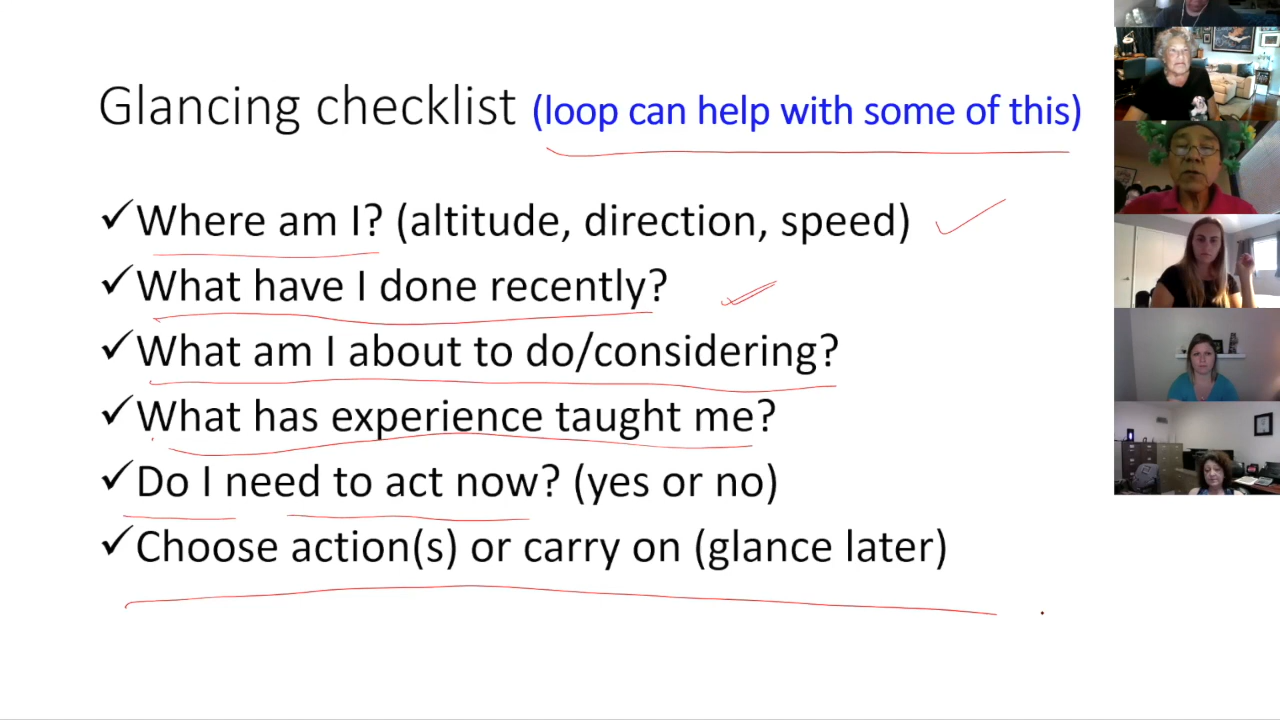 Glancing checklist (loop can help with some of this)
✓Where am I? (altitude, direction, speed)
✓What have I done recently?
✓What am I about to do/considering?
✓What has experience taught me?
✓Do I need to act now? (yes or no)
✓Choose action(s) or carry on (glance later)